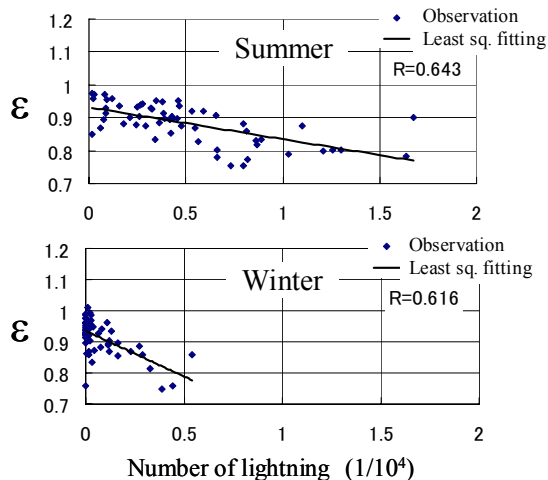 1.2
1.1
1
0.9
0.8
0.7
ε
Summer
Observation
Least sq. fitting
R=0.643
0 0.5 1 1.5 2
1.2
1.1
1
0.9
0.8
0.7
ε
Winter
Observation
Least sq. fitting
R=0.616
0 0.5 1 1.5 2
Number of lightning (1/10⁴)